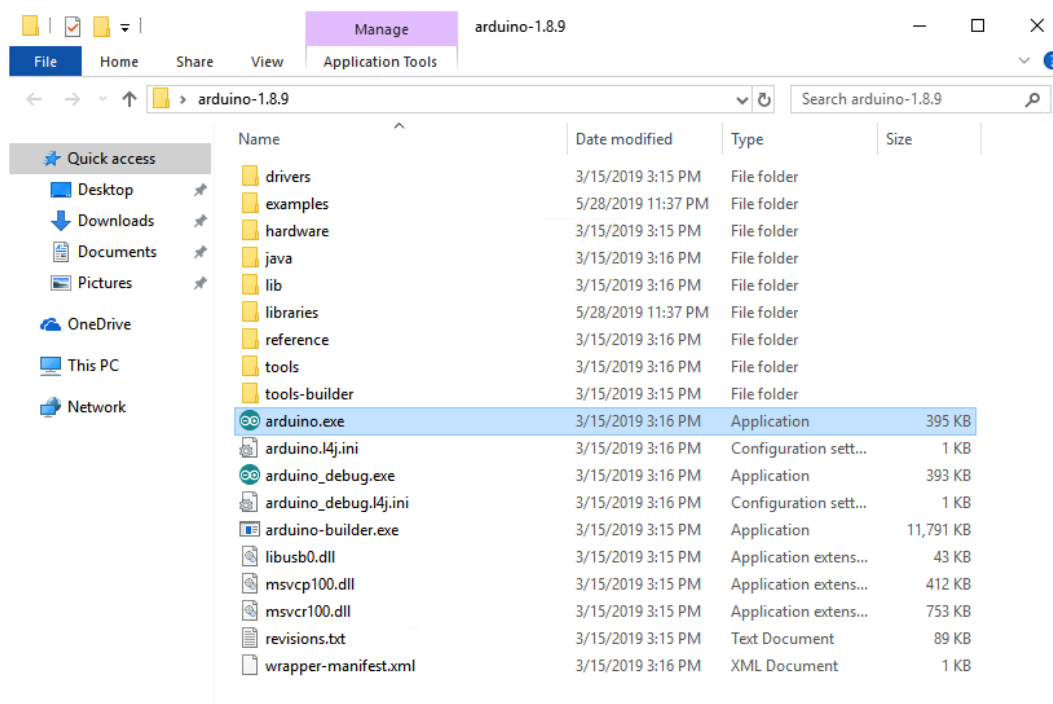 Manage arduino-1.8.9
File Home Share View Application Tools
arduino-1.8.9 Search arduino-1.8.9
Name Date modified Type Size
Quick access
Desktop
Downloads
Documents
Pictures
OneDrive
This PC
Network
drivers 3/15/2019 3:15 PM File folder
examples 5/28/2019 11:37 PM File folder
hardware 3/15/2019 3:15 PM File folder
java 3/15/2019 3:16 PM File folder
lib 3/15/2019 3:16 PM File folder
libraries 5/28/2019 11:37 PM File folder
reference 3/15/2019 3:16 PM File folder
tools 3/15/2019 3:16 PM File folder
tools-builder 3/15/2019 3:15 PM File folder
arduino.exe 3/15/2019 3:16 PM Application 395 KB
arduino.l4j.ini 3/15/2019 3:16 PM Configuration sett... 1 KB
arduino_debug.exe 3/15/2019 3:16 PM Application 393 KB
arduino_debug.l4j.ini 3/15/2019 3:16 PM Configuration sett... 1 KB
arduino-builder.exe 3/15/2019 3:15 PM Application 11,791 KB
libusb0.dll 3/15/2019 3:15 PM Application extens... 43 KB
msvcp100.dll 3/15/2019 3:15 PM Application extens... 412 KB
msvcr100.dll 3/15/2019 3:15 PM Application extens... 753 KB
revisions.txt 3/15/2019 3:15 PM Text Document 89 KB
wrapper-manifest.xml 3/15/2019 3:16 PM XML Document 1 KB